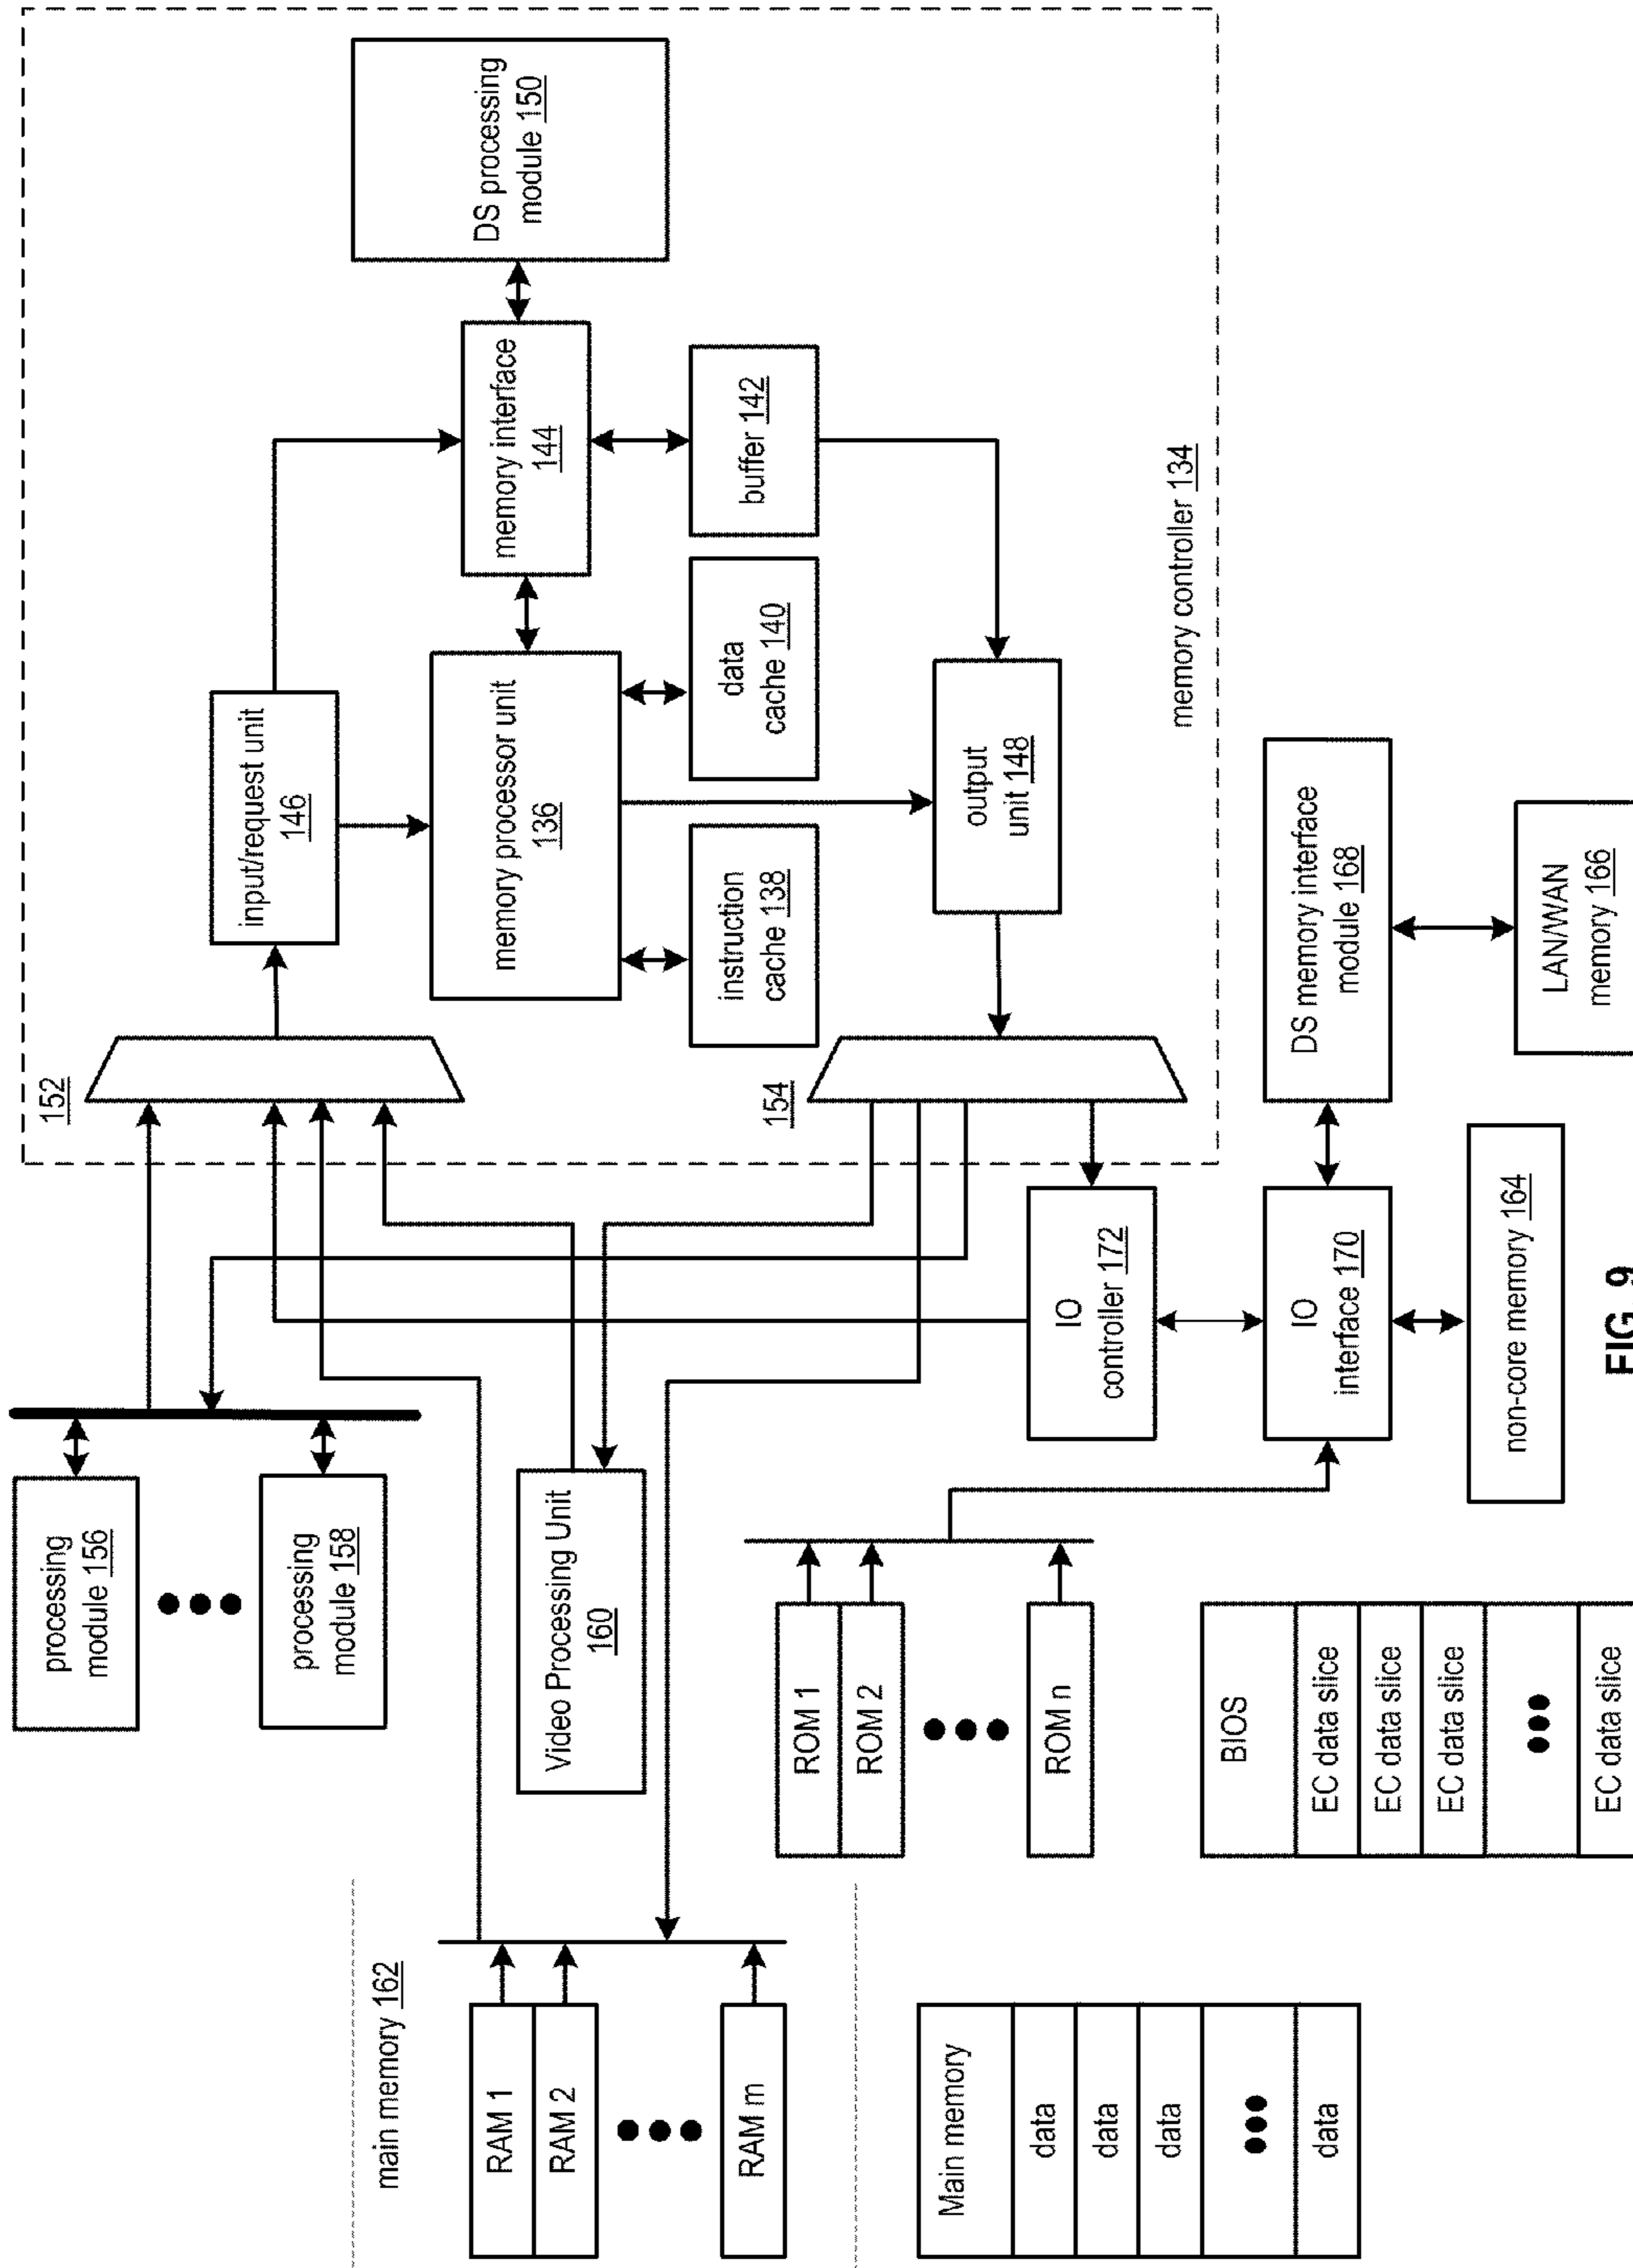 processing
module 156
processing
module 158
152
input/request unit
146
memory interface
144
DS processing
module 150
memory processor unit
136
instruction
cache 138
data
cache 140
buffer 142
output
unit 148
154
memory controller 134
main memory 162
RAM 1
RAM 2
RAM m
Video Processing Unit
160
ROM 1
ROM 2
ROM n
IO
controller 172
IO
interface 170
DS memory interface
module 168
non-core memory 164
LAN/WAN
memory 166
Main memory
data
data
data
data
BIOS
EC data slice
EC data slice
EC data slice
EC data slice
FIG. 9